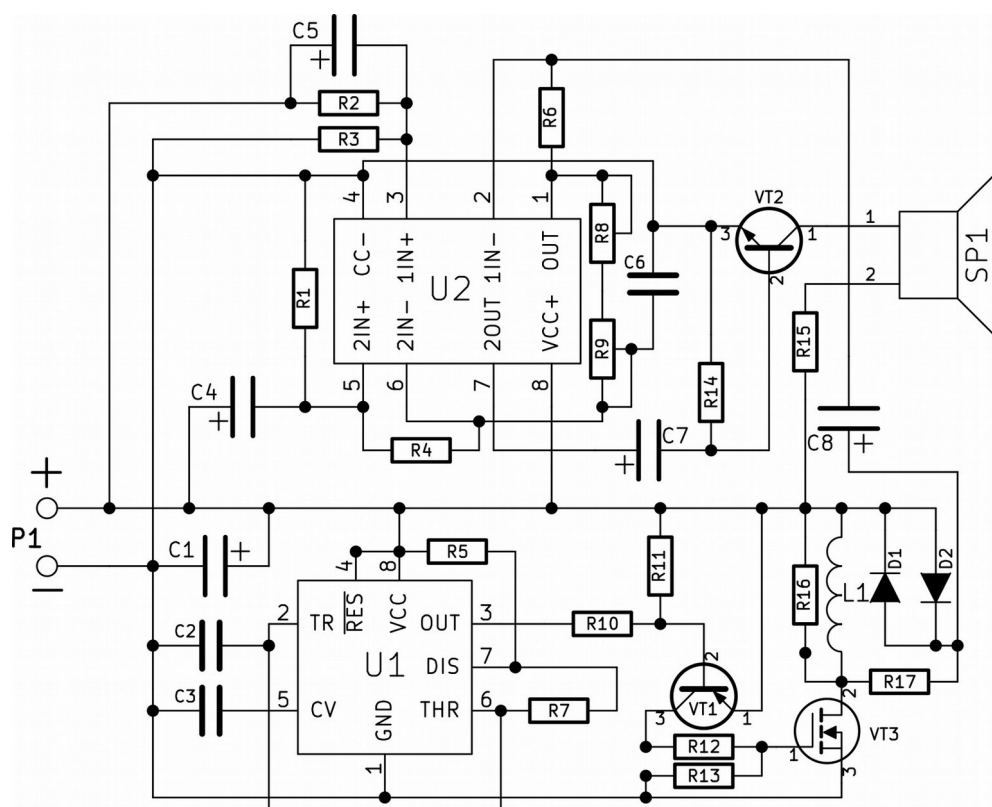 C5
+
R2
R3
R6
4 3 2 1
VT2
3 1
2
1
2
SP1
CC- 1IN+ 1IN- OUT
U2
2IN+ 2IN- 2OUT VCC+
R8
C6
R1
R9
R15
R14
5 6 7 8
C4
+
R4
C7
+
C8
+
+
P1
−
C1
+
4 8
R5
R11
R16
L1
D1
D2
2 TR RES VCC OUT 3
R10
C2
U1
DIS 7
2
C3
5 CV
THR 6
R7
GND
VT1
3 1
2
R17
R12
R13
1
VT3
1
3